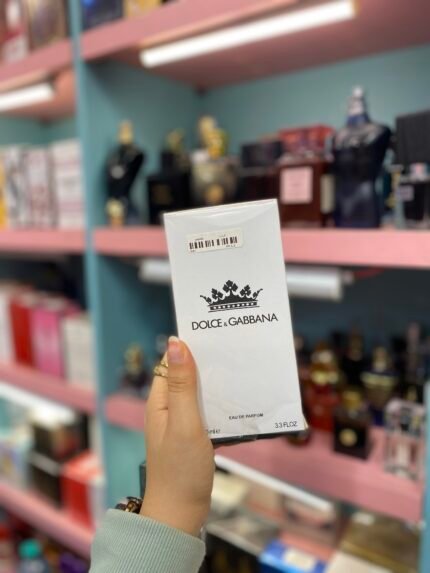 DOLCE&GABBANA
EAU DE PARFUM
3.3 FL.OZ